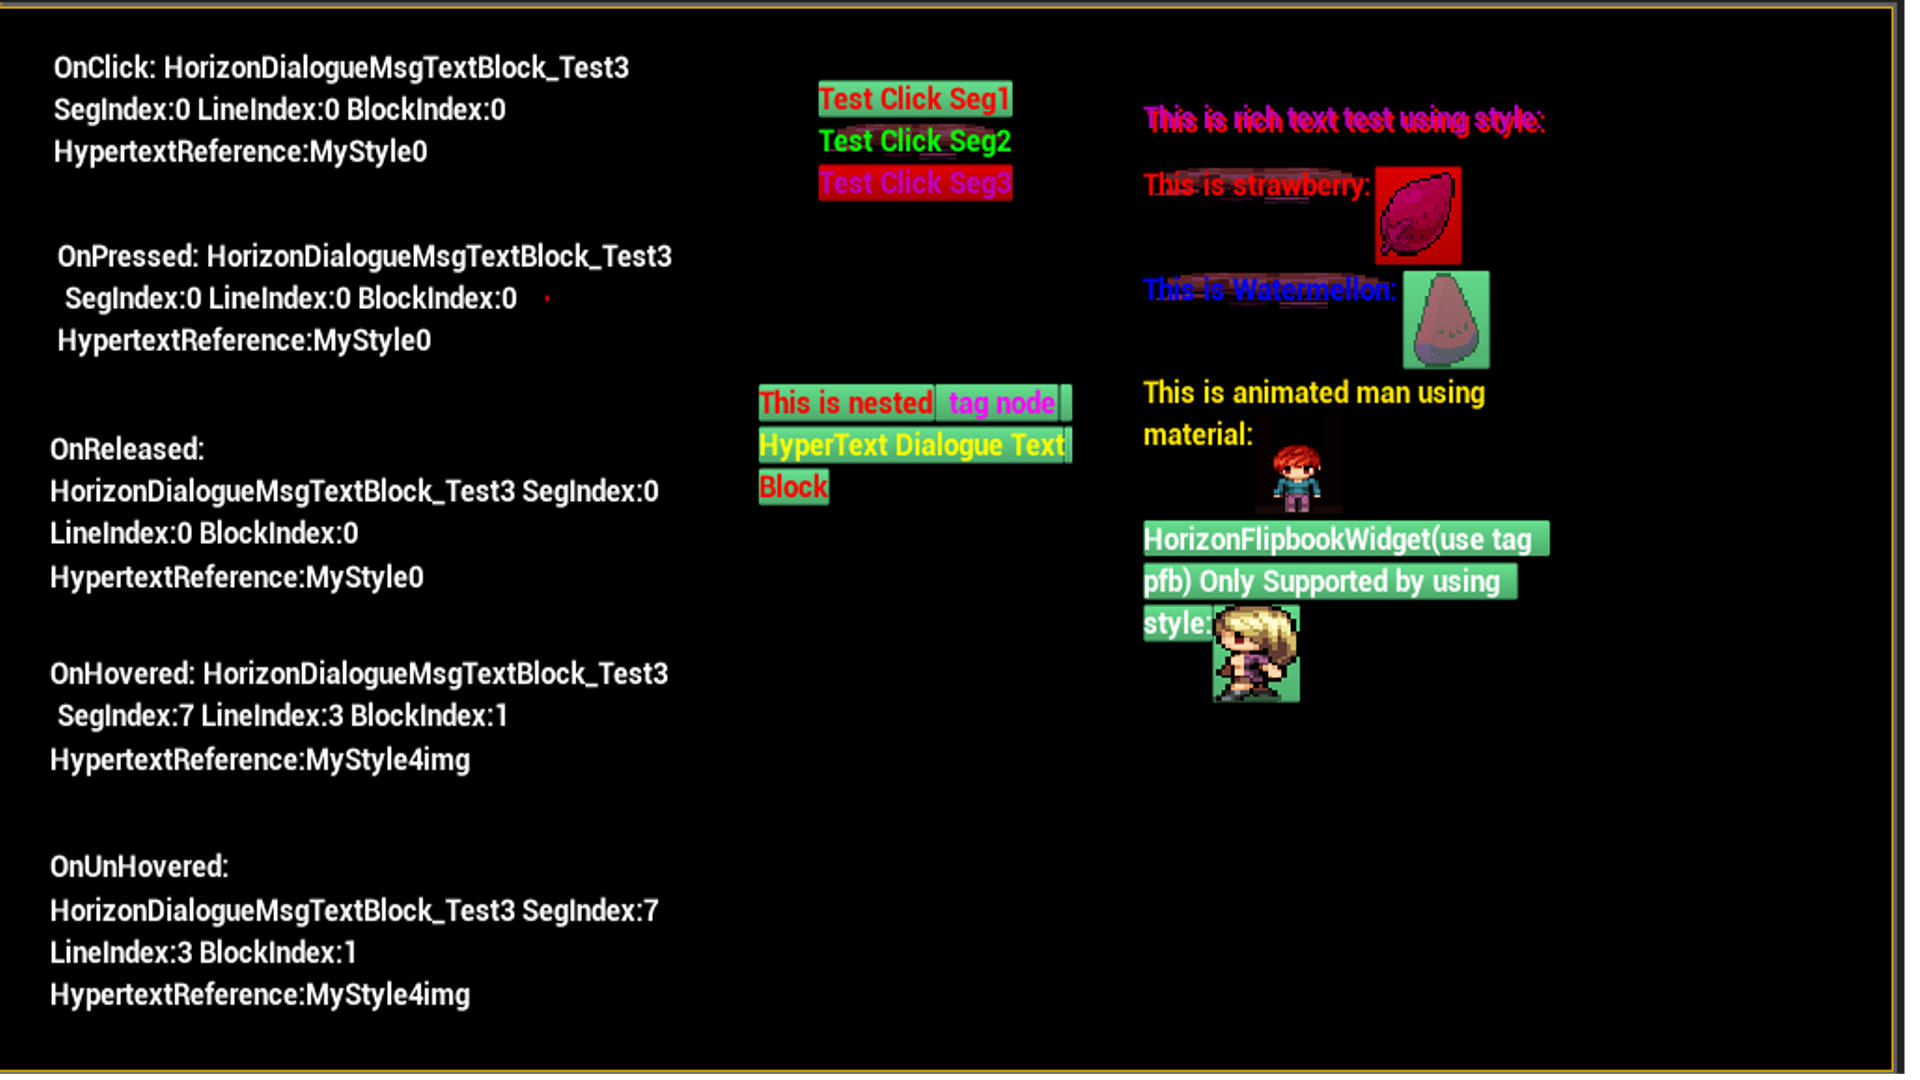 OnClick: HorizonDialogueMsgTextBlock_Test3
SegIndex:0 LineIndex:0 BlockIndex:0
HypertextReference:MyStyle0
OnPressed: HorizonDialogueMsgTextBlock_Test3
SegIndex:0 LineIndex:0 BlockIndex:0
HypertextReference:MyStyle0
OnReleased:
HorizonDialogueMsgTextBlock_Test3 SegIndex:0
LineIndex:0 BlockIndex:0
HypertextReference:MyStyle0
OnHovered: HorizonDialogueMsgTextBlock_Test3
SegIndex:7 LineIndex:3 BlockIndex:1
HypertextReference:MyStyle4img
OnUnHovered:
HorizonDialogueMsgTextBlock_Test3 SegIndex:7
LineIndex:3 BlockIndex:1
HypertextReference:MyStyle4img
Test Click Seg1
Test Click Seg2
Test Click Seg3
This is nested tag node
HyperText Dialogue Text
Block
This is rich text test using style:
This is strawberry:
This is Watermellon:
This is animated man using
material:
HorizonFlipbookWidget(use tag
pfb) Only Supported by using
style: